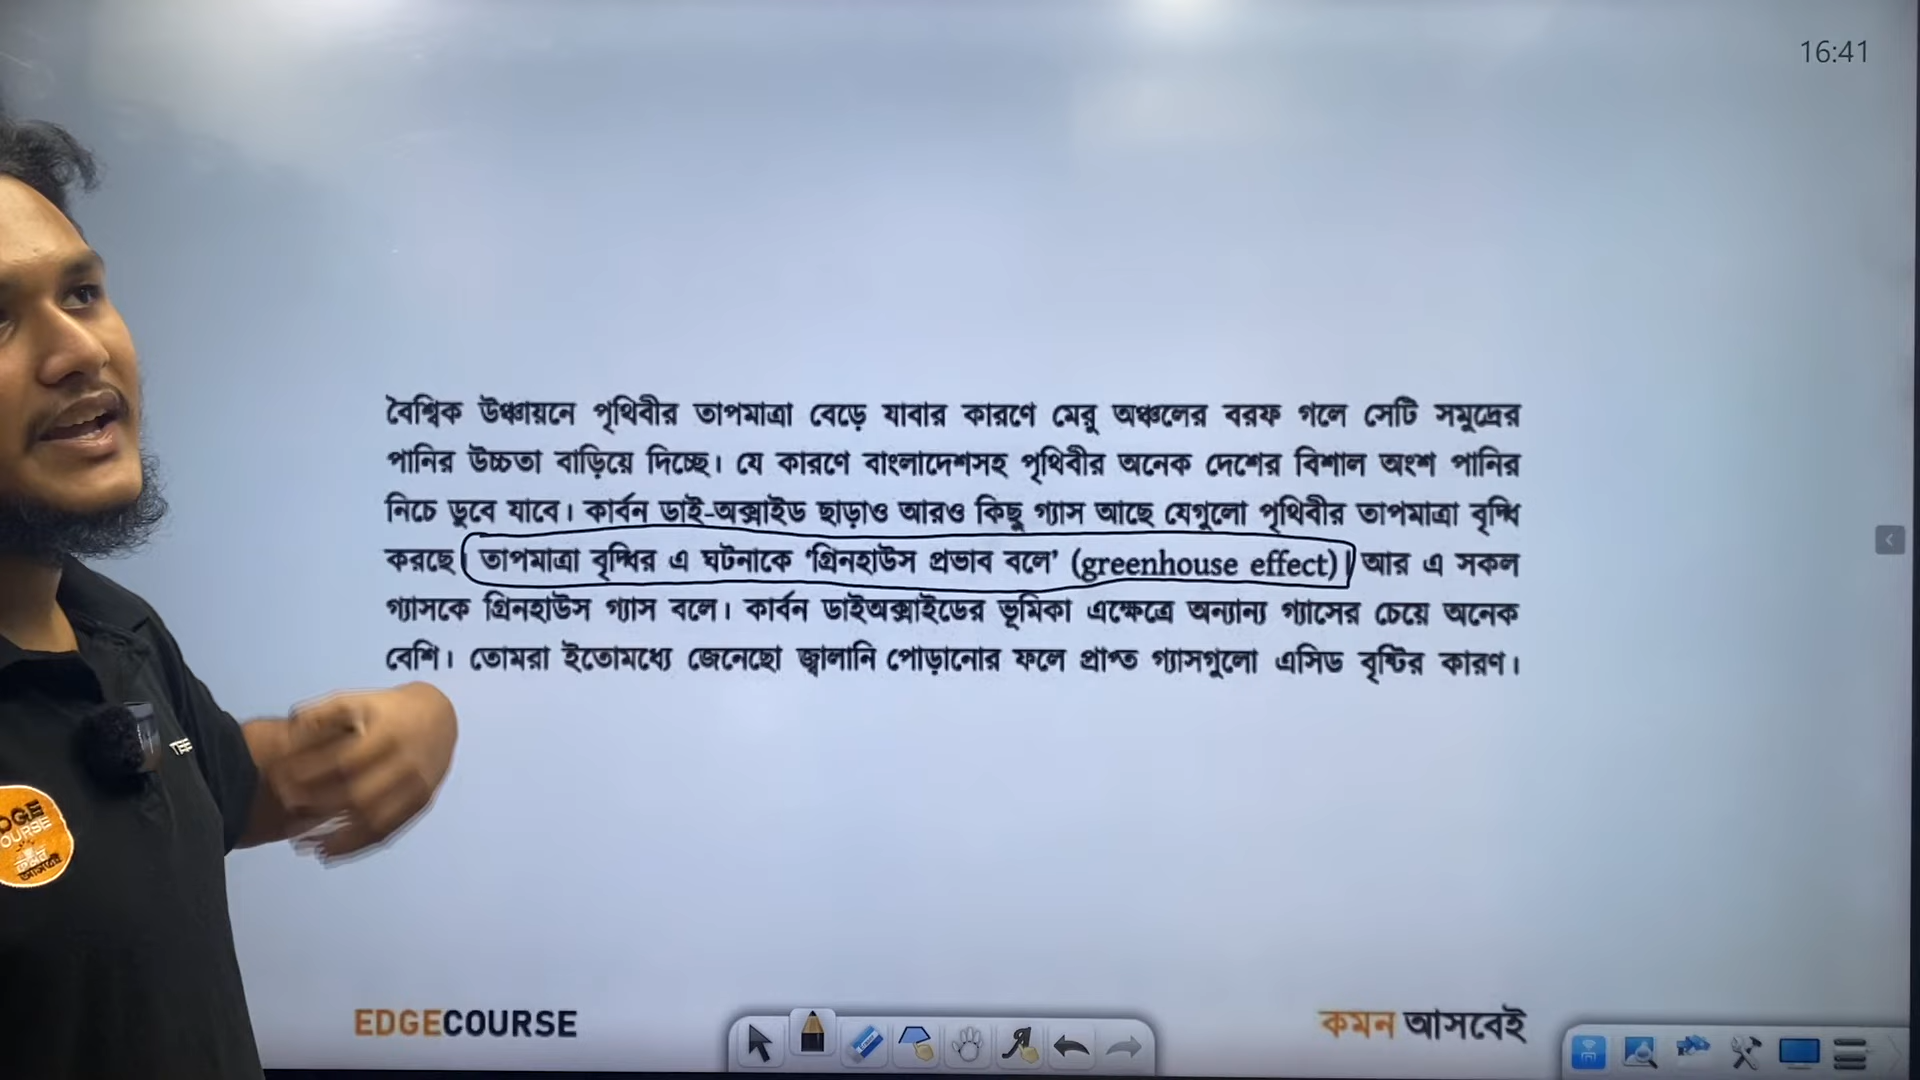 16:41
বৈশ্বিক উষ্ণায়নে পৃথিবীর তাপমাত্রা বেড়ে যাবার কারণে মেরু অঞ্চলের বরফ গলে সেটি সমুদ্রের
পানির উচ্চতা বাড়িয়ে দিচ্ছে। যে কারণে বাংলাদেশসহ পৃথিবীর অনেক দেশের বিশাল অংশ পানির
নিচে ডুবে যাবে। কার্বন ডাই-অক্সাইড ছাড়াও আরও কিছু গ্যাস আছে যেগুলো পৃথিবীর তাপমাত্রা বৃদ্ধি
করছে তাপমাত্রা বৃদ্ধির এ ঘটনাকে ‘গ্রিনহাউস প্রভাব বলে’ (greenhouse effect)। আর এ সকল
গ্যাসকে গ্রিনহাউস গ্যাস বলে। কার্বন ডাইঅক্সাইডের ভূমিকা এক্ষেত্রে অন্যান্য গ্যাসের চেয়ে অনেক
বেশি। তোমরা ইতোমধ্যে জেনেছো জ্বালানি পোড়ানোর ফলে প্রাপ্ত গ্যাসগুলো এসিড বৃষ্টির কারণ।
EDGECOURSE
কমন আসবেই